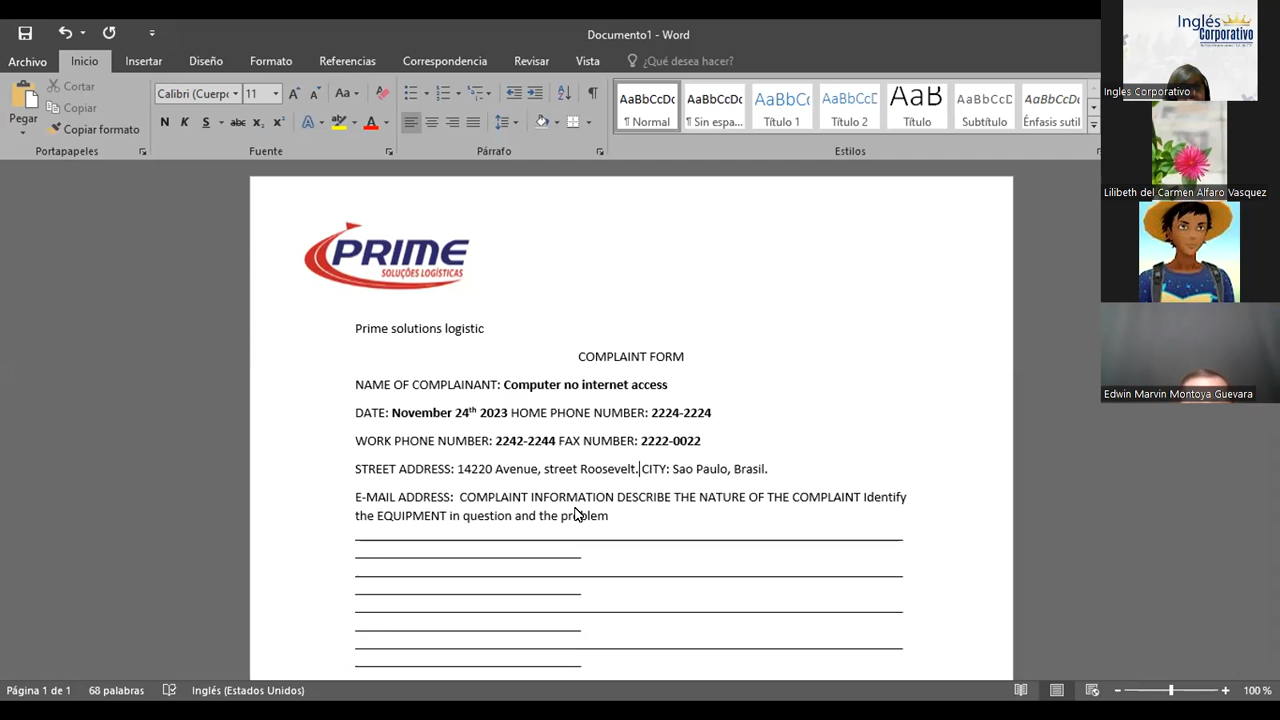 Documento1 - Word
Archivo Inicio Insertar Diseño Formato Referencias Correspondencia Revisar Vista ¿Qué desea hacer?
Pegar
Cortar
Copiar
Copiar formato
Portapapeles
Calibri (Cuerpc 11
N K S abc x₂ x²
Fuente
Párrafo
AaBbCcDc AaBbCcDc AaBbCc AaBbCcD AaB AaBbCcD AaBbCcDc
¶ Normal ¶ Sin espa... Título 1 Título 2 Título Subtítulo Énfasis sutil
Estilos
Inglés
Corporativo
Ingles Corporativo
Lilibeth del Carmen Alfaro Vasquez
Edwin Marvin Montoya Guevara
PRIME
SOLUÇÕES LOGÍSTICAS
Prime solutions logistic
COMPLAINT FORM
NAME OF COMPLAINANT: Computer no internet access
DATE: November 24th 2023 HOME PHONE NUMBER: 2224-2224
WORK PHONE NUMBER: 2242-2244 FAX NUMBER: 2222-0022
STREET ADDRESS: 14220 Avenue, street Roosevelt. CITY: Sao Paulo, Brasil.
E-MAIL ADDRESS: COMPLAINT INFORMATION DESCRIBE THE NATURE OF THE COMPLAINT Identify
the EQUIPMENT in question and the problem
Página 1 de 1 68 palabras Inglés (Estados Unidos) 100 %